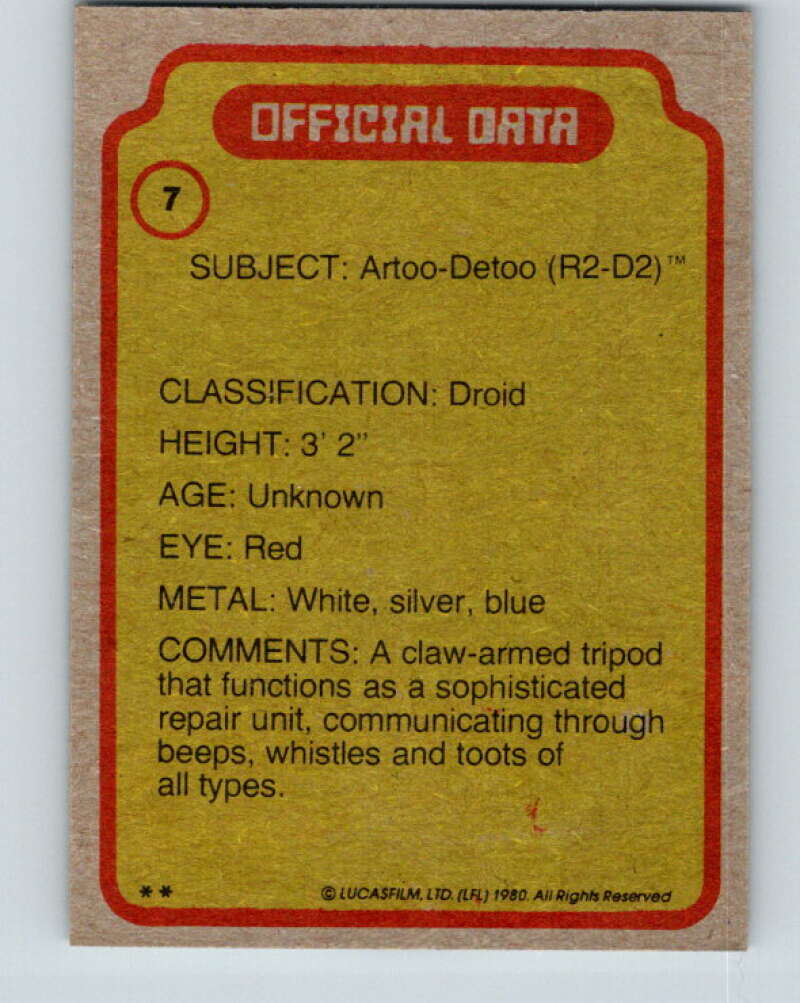 OFFICIAL DATA
7
SUBJECT: Artoo-Detoo (R2-D2)™
CLASSIFICATION: Droid
HEIGHT: 3' 2"
AGE: Unknown
EYE: Red
METAL: White, silver, blue
COMMENTS: A claw-armed tripod
that functions as a sophisticated
repair unit, communicating through
beeps, whistles and toots of
all types.
** © LUCASFILM, LTD. (LFL) 1980. All Rights Reserved